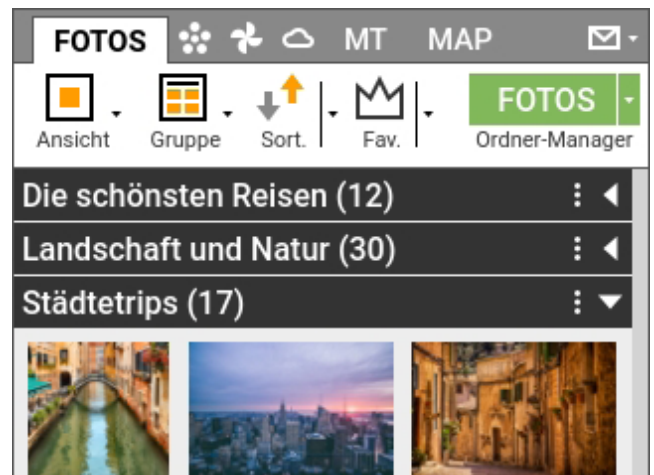 FOTOS MT MAP
FOTOS
Ansicht Gruppe Sort. Fav. Ordner-Manager
Die schönsten Reisen (12)
Landschaft und Natur (30)
Städtetrips (17)